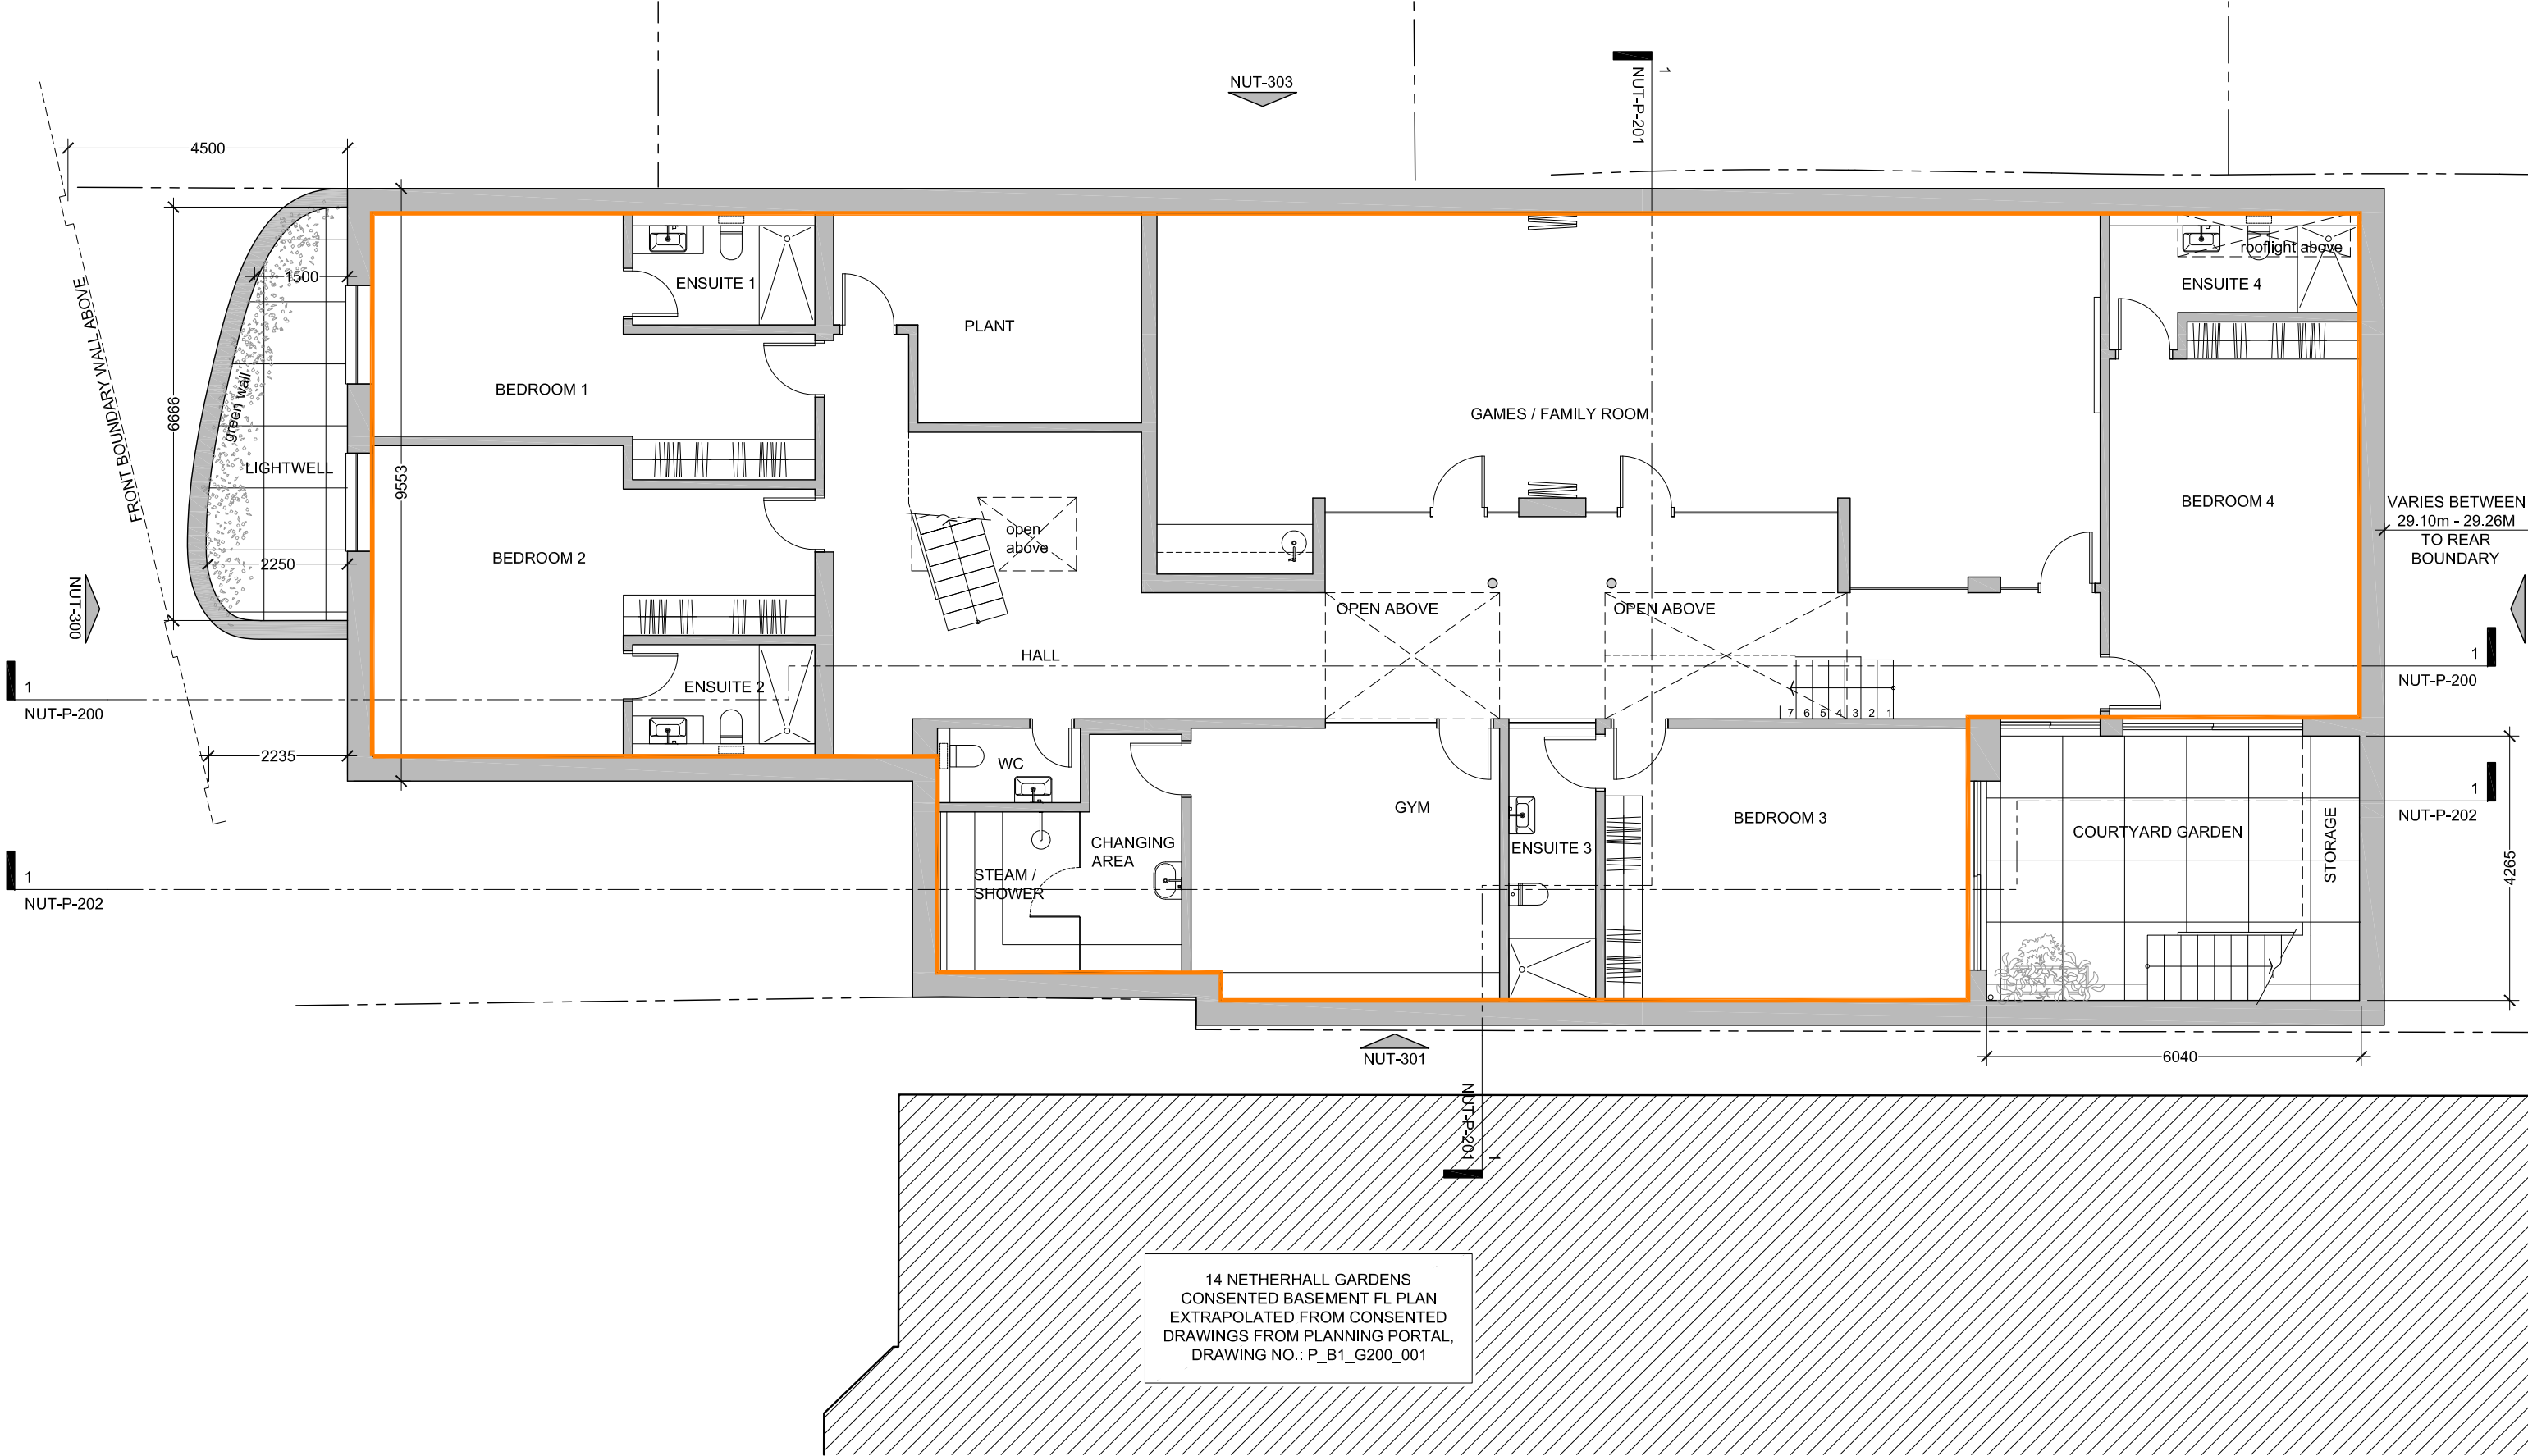 NUT-303
1
NUT-P-201
4500
FRONT BOUNDARY WALL ABOVE
6666
1500
green wall
LIGHTWELL
2250
9553
2235
NUT-300
1
NUT-P-200
1
NUT-P-202
ENSUITE 1
BEDROOM 1
BEDROOM 2
ENSUITE 2
PLANT
open
above
HALL
GAMES / FAMILY ROOM
OPEN ABOVE
OPEN ABOVE
7 6 5 4 3 2 1
rooflight above
ENSUITE 4
BEDROOM 4
VARIES BETWEEN
29.10m - 29.26M
TO REAR
BOUNDARY
1
NUT-P-200
1
NUT-P-202
WC
CHANGING
AREA
STEAM /
SHOWER
GYM
ENSUITE 3
BEDROOM 3
COURTYARD GARDEN
STORAGE
4265
6040
NUT-301
NUT-P-201
1
14 NETHERHALL GARDENS
CONSENTED BASEMENT FL PLAN
EXTRAPOLATED FROM CONSENTED
DRAWINGS FROM PLANNING PORTAL,
DRAWING NO.: P_B1_G200_001